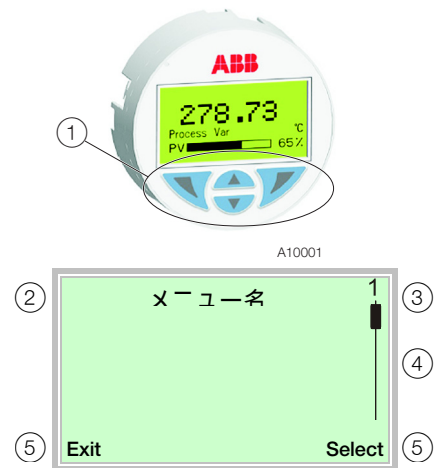 ABB
278.73
Process Var °C
PV 65%
1
A10001
2 メニュー名 1 3
4
5 Exit Select 5